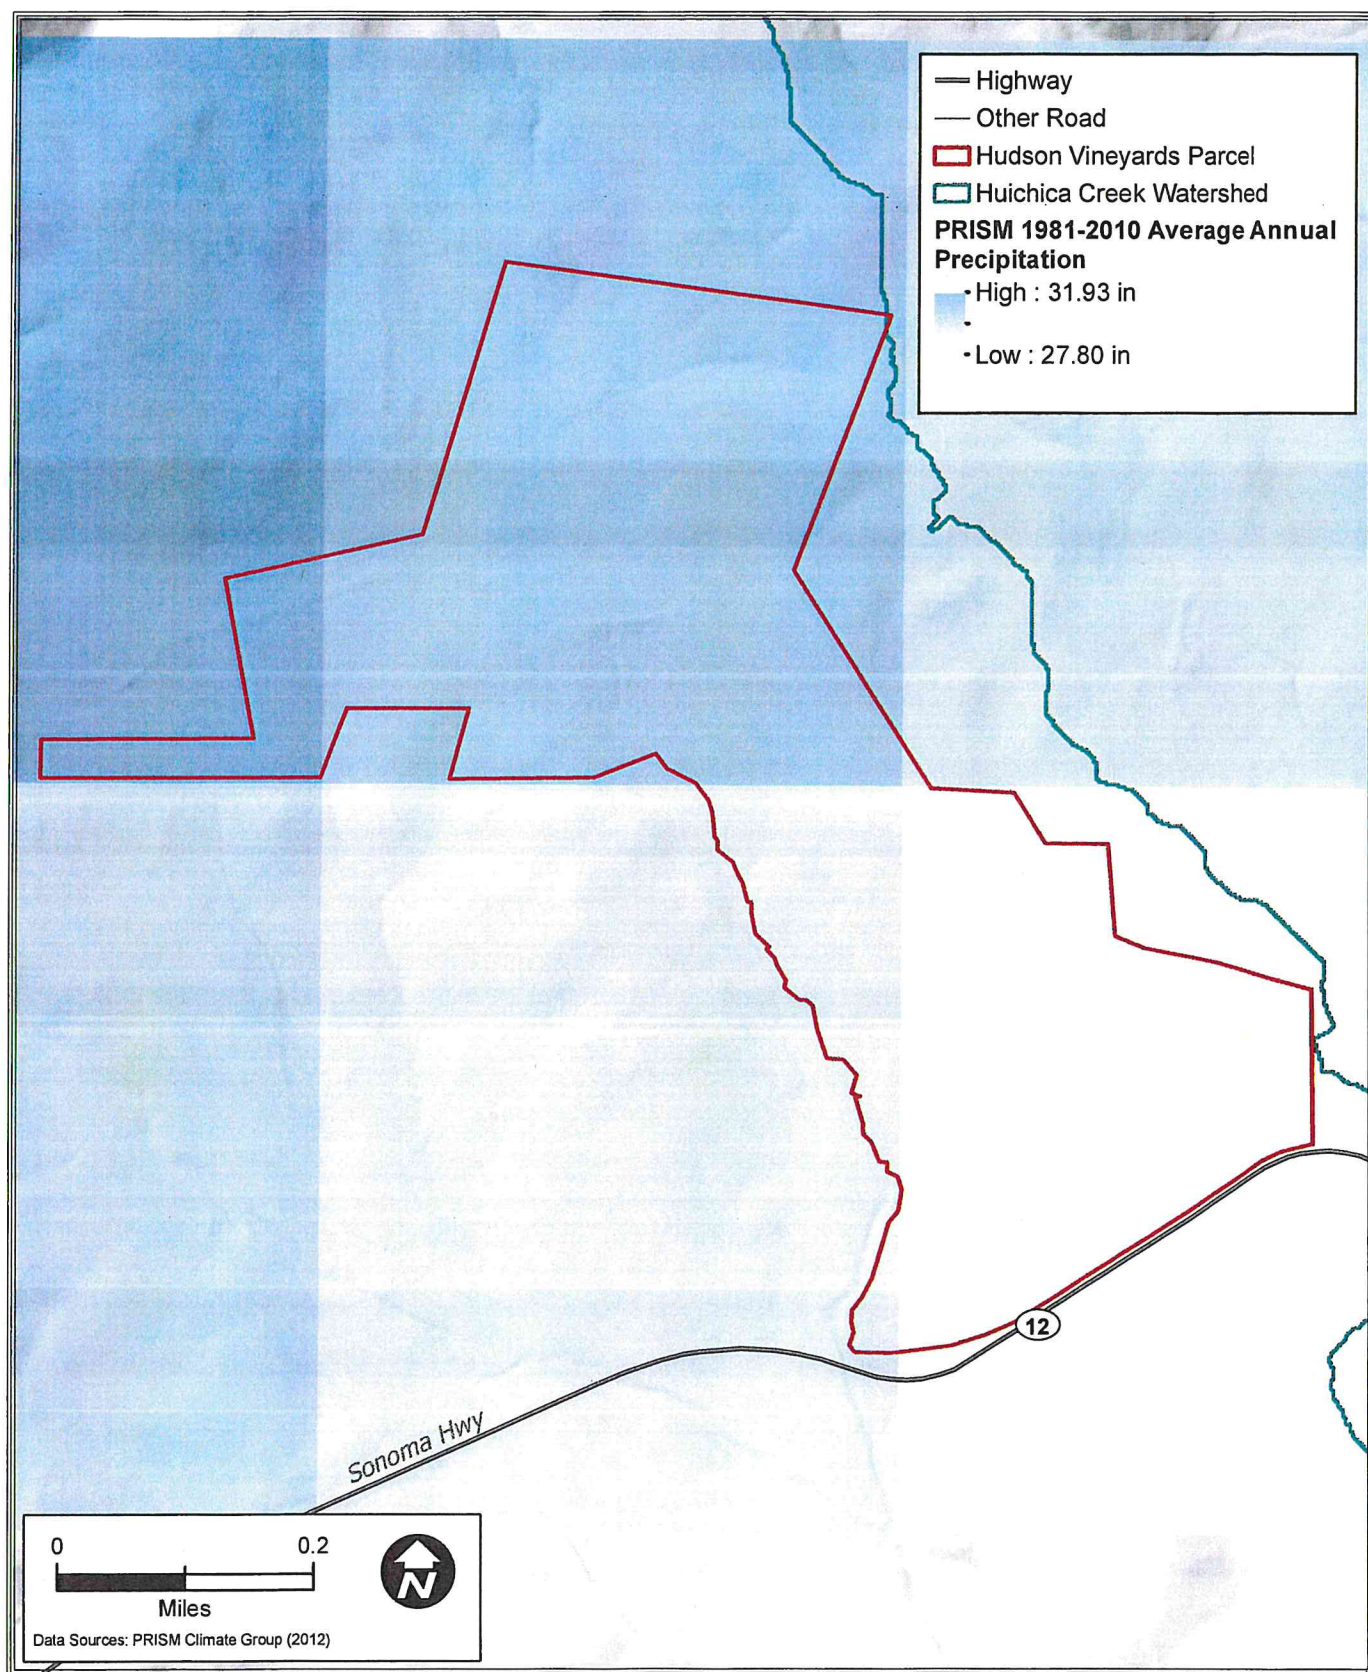 Highway
Other Road
Hudson Vineyards Parcel
Huichica Creek Watershed
PRISM 1981-2010 Average Annual
Precipitation
High : 31.93 in
Low : 27.80 in
12
Sonoma Hwy
0 0.2
Miles
N
Data Sources: PRISM Climate Group (2012)